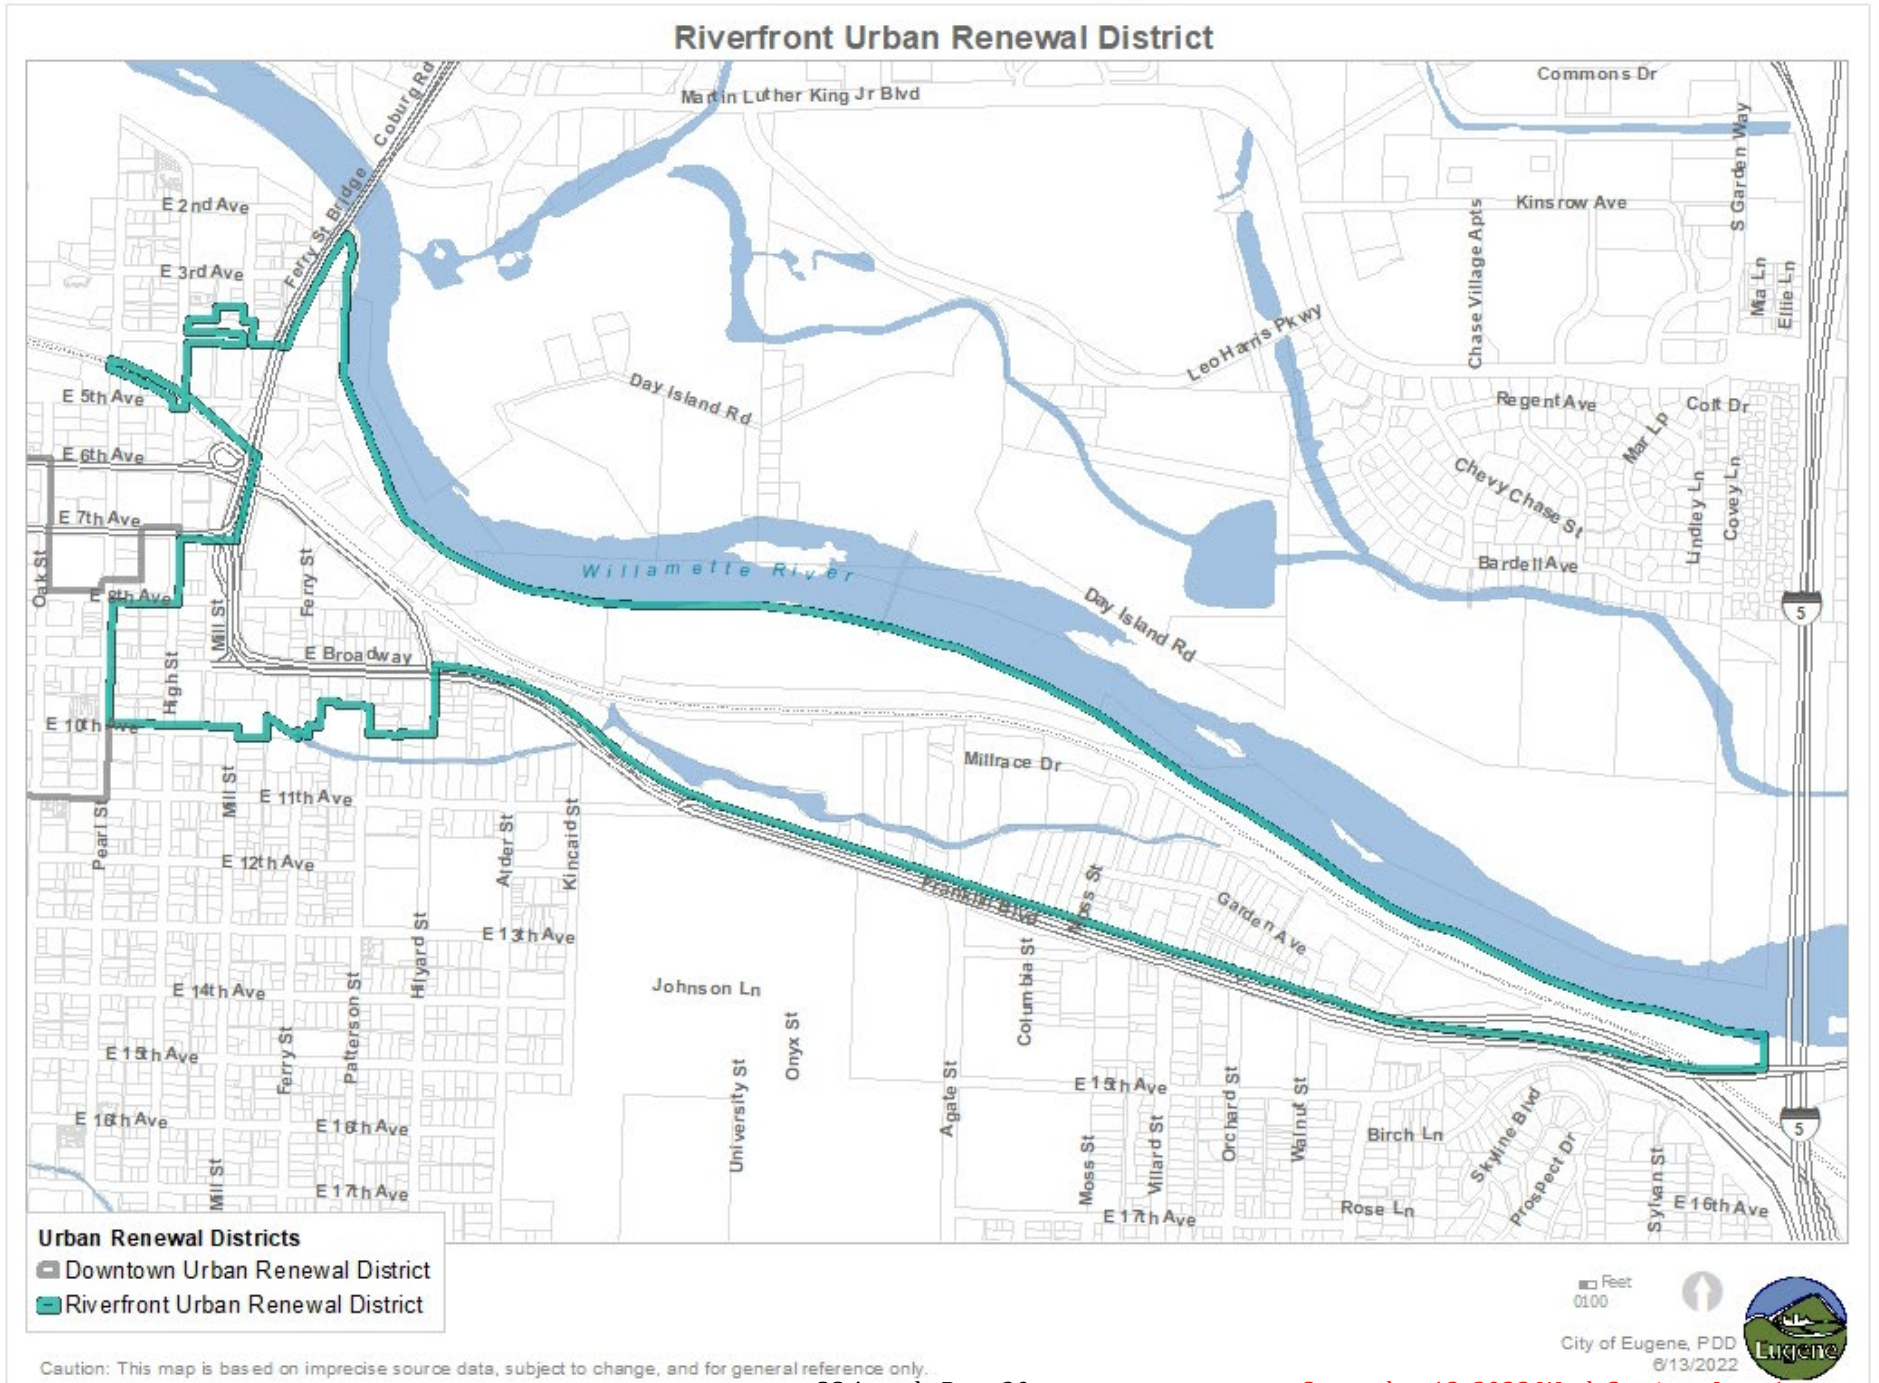 Riverfront Urban Renewal District
Coburg Rd
Martin Luther King Jr Blvd
Commons Dr
S Garden Way
E 2nd Ave
Ferry St Bridge
Kinsrow Ave
Chase Village Apts
E 3rd Ave
Mia Ln
Ellie Ln
Leo Harris Pkwy
Day Island Rd
E 5th Ave
Regent Ave
Colt Dr
Mar Lp
E 6th Ave
Chevy Chase St
Lindley Ln
Covey Ln
E 7th Ave
Oak St
Ferry St
Willamette River
Bardell Ave
E 8th Ave
Mill St
Day Island Rd
5
E Broadway
High St
E 10th Ave
Millrace Dr
Mill St
E 11th Ave
Pearl St
Alder St
Kincaid St
E 12th Ave
Franklin Blvd
Moss St
Garden Ave
Hilyard St
E 13th Ave
Columbia St
E 14th Ave
Patterson St
Johnson Ln
Onyx St
E 15th Ave
Ferry St
University St
Agate St
E 15th Ave
Orchard St
Walnut St
E 16th Ave
E 16th Ave
Birch Ln
Skyline Blvd
Prospect Dr
5
Mill St
E 17th Ave
Moss St
Villard St
E 17th Ave
Rose Ln
Sylvan St
E 16th Ave
Urban Renewal Districts
Downtown Urban Renewal District
Riverfront Urban Renewal District
Feet
0100
City of Eugene, PDD
6/13/2022
Eugene
Caution: This map is based on imprecise source data, subject to change, and for general reference only.